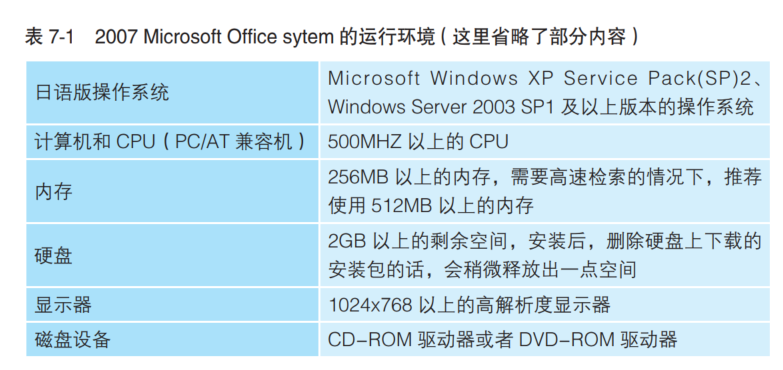 表 7-1 2007 Microsoft Office sytem 的运行环境（这里省略了部分内容）
日语版操作系统
Microsoft Windows XP Service Pack(SP)2、
Windows Server 2003 SP1 及以上版本的操作系统
计算机和 CPU（PC/AT 兼容机）
500MHZ 以上的 CPU
内存
256MB 以上的内存，需要高速检索的情况下，推荐
使用 512MB 以上的内存
硬盘
2GB 以上的剩余空间，安装后，删除硬盘上下载的
安装包的话，会稍微释放出一点空间
显示器
1024x768 以上的高解析度显示器
磁盘设备
CD-ROM 驱动器或者 DVD-ROM 驱动器